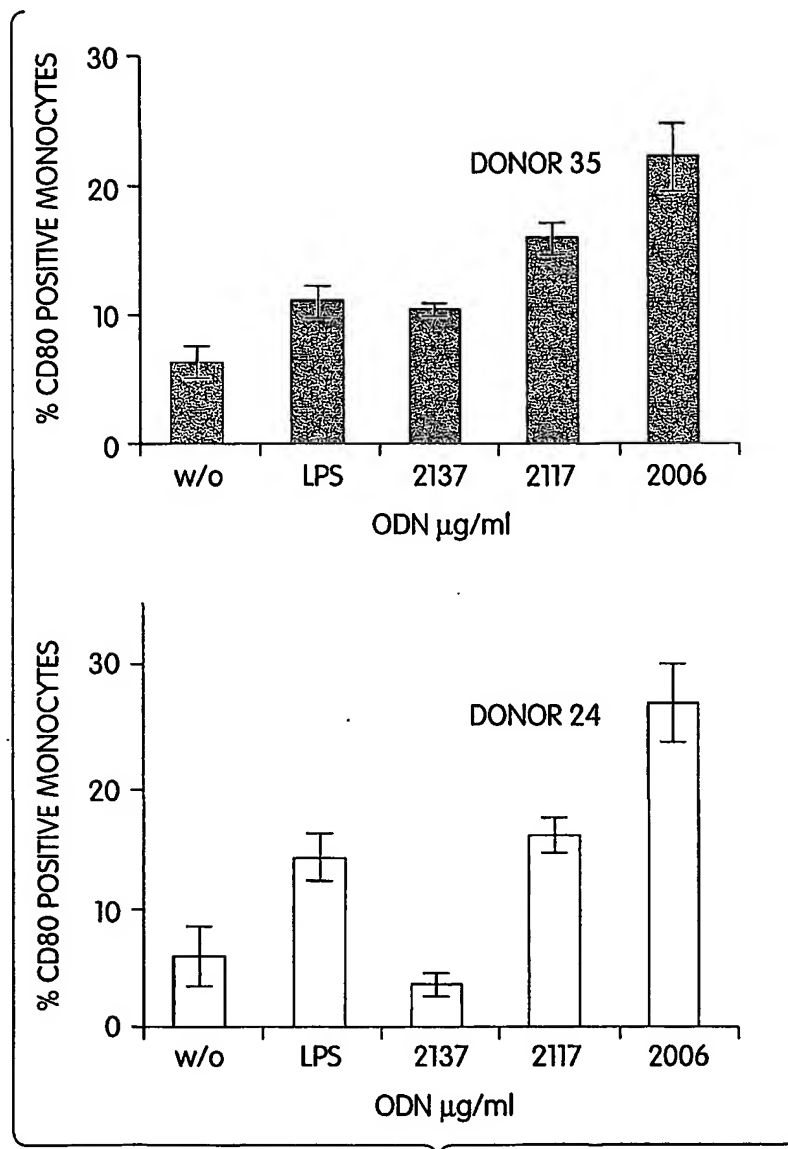 % CD80 POSITIVE MONOCYTES
30
20
10
0
DONOR 35
w/o LPS 2137 2117 2006
ODN µg/ml
% CD80 POSITIVE MONOCYTES
30
20
10
0
DONOR 24
w/o LPS 2137 2117 2006
ODN µg/ml